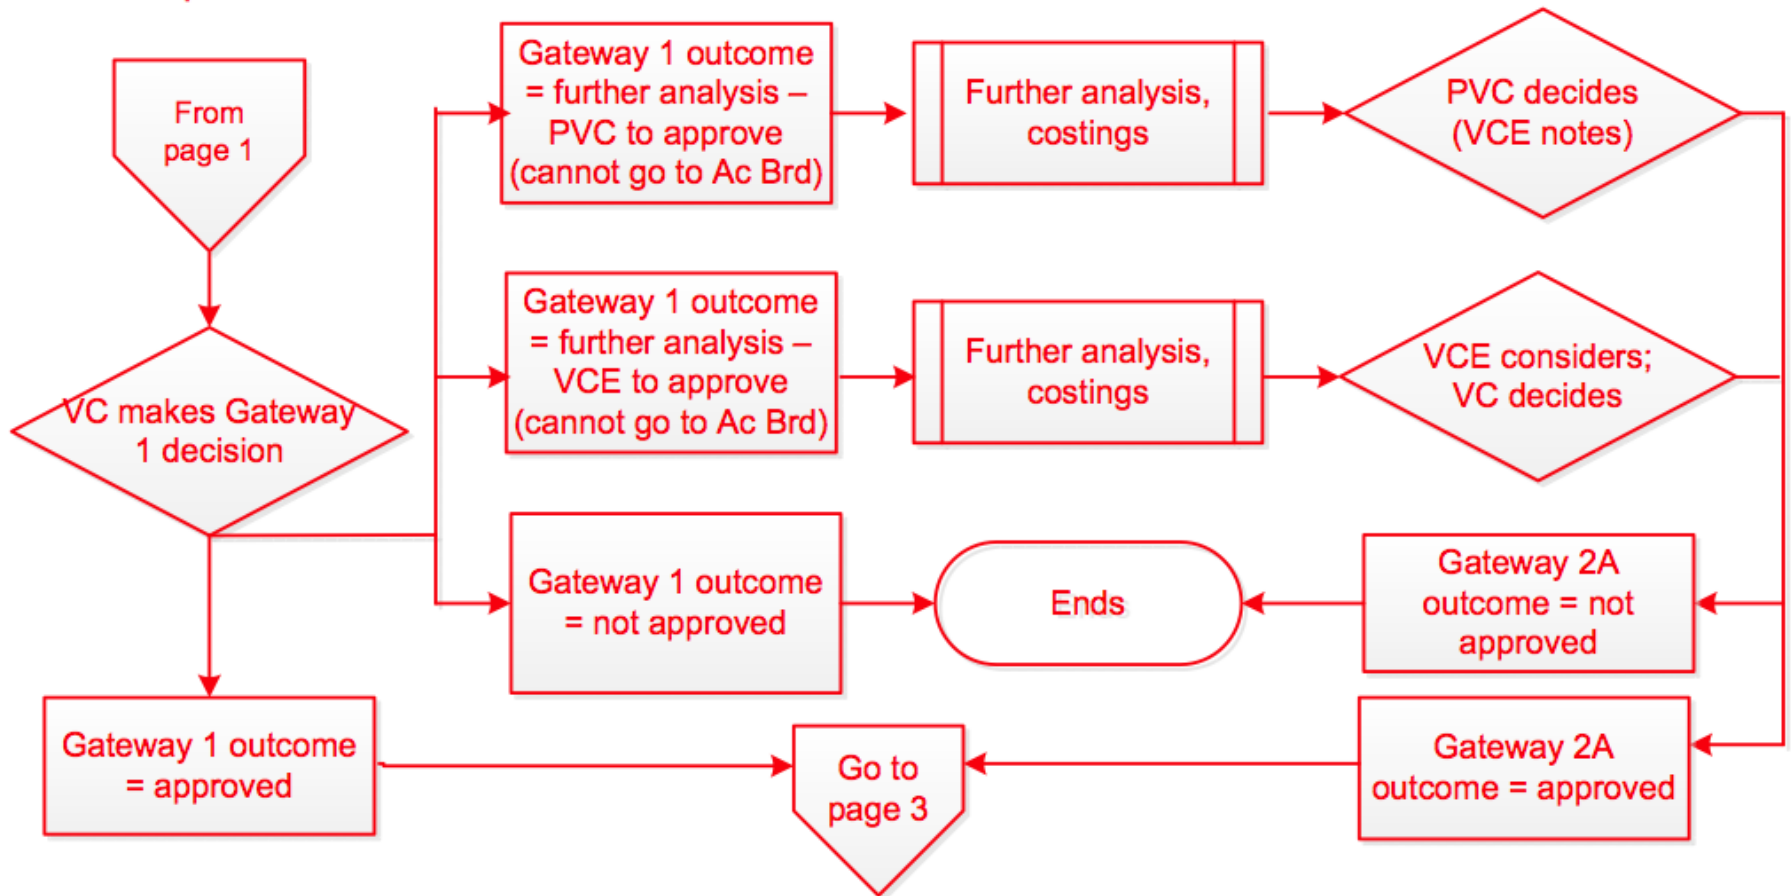 From
page 1
VC makes Gateway
1 decision
Gateway 1 outcome
= further analysis –
PVC to approve
(cannot go to Ac Brd)
Further analysis,
costings
PVC decides
(VCE notes)
Gateway 1 outcome
= further analysis –
VCE to approve
(cannot go to Ac Brd)
Further analysis,
costings
VCE considers;
VC decides
Gateway 1 outcome
= not approved
Ends
Gateway 2A
outcome = not
approved
Gateway 1 outcome
= approved
Go to
page 3
Gateway 2A
outcome = approved